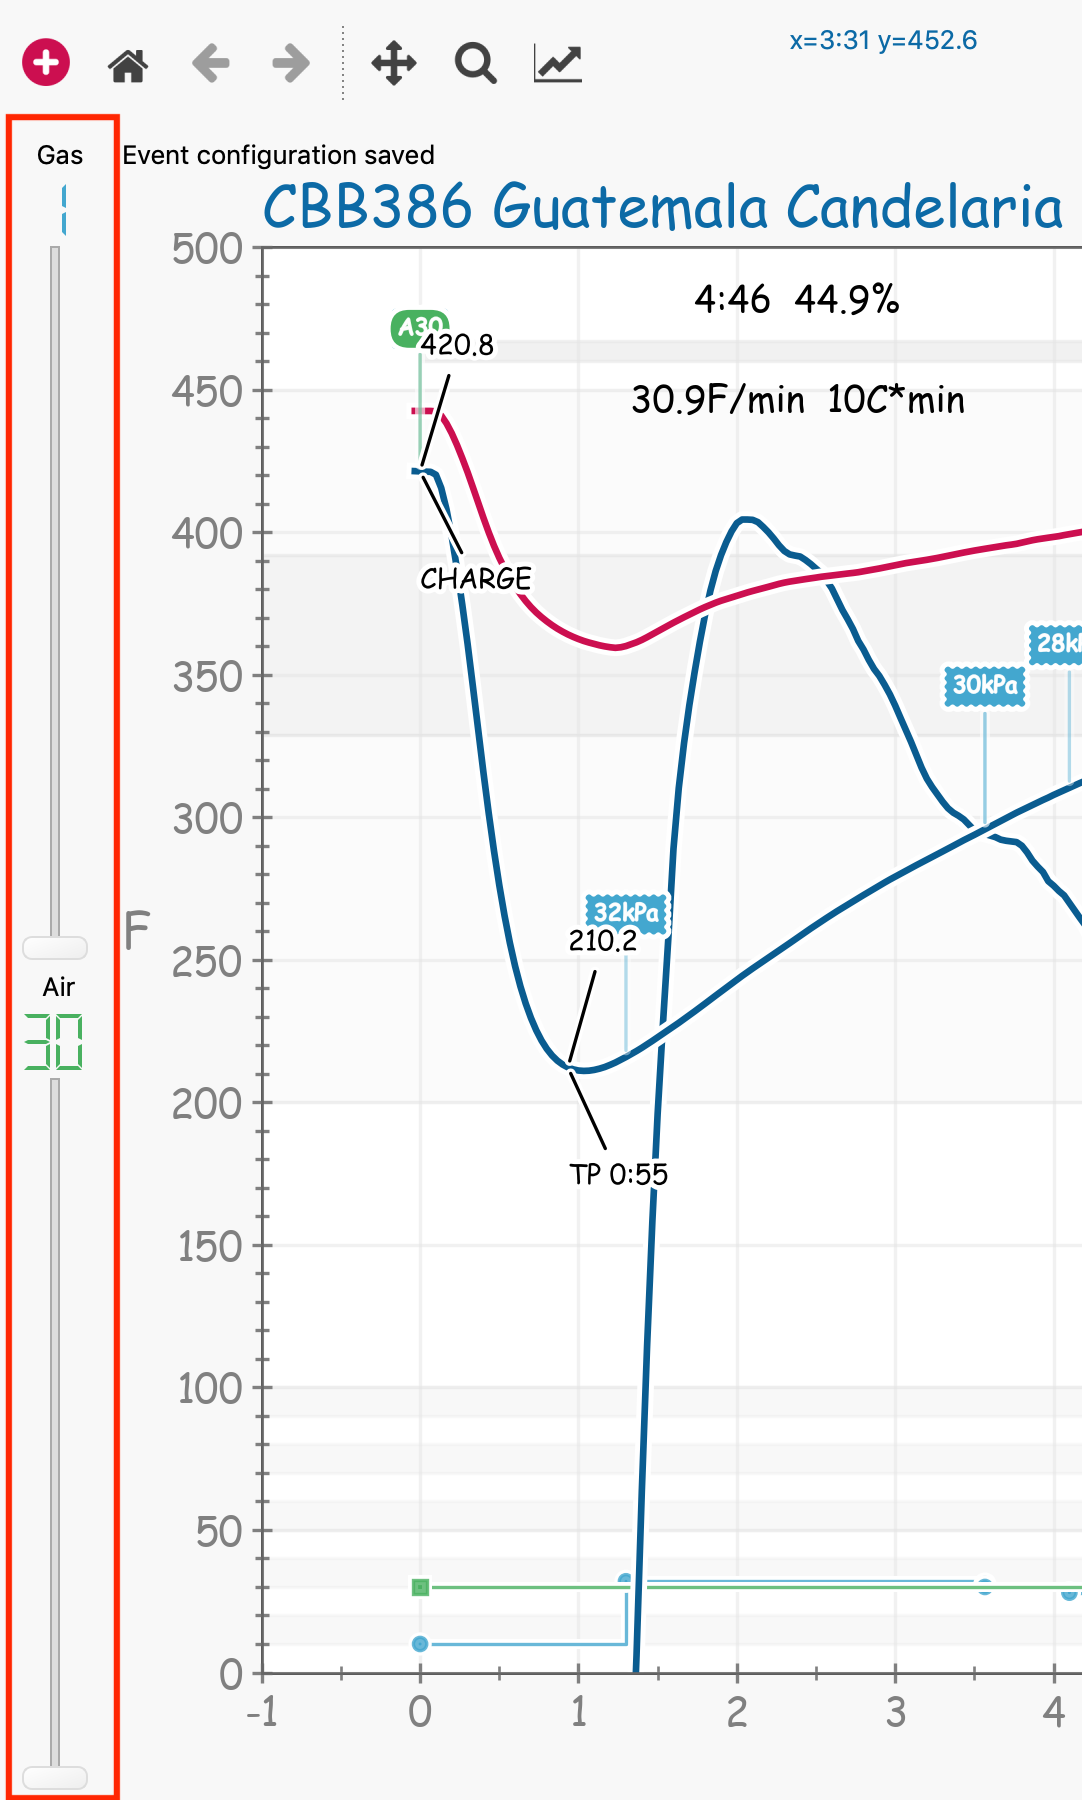 x=3:31 y=452.6
Gas
Event configuration saved
1
CBB386 Guatemala Candelaria
500
4:46 44.9%
A30
420.8
450
30.9F/min 10C*min
400
CHARGE
28k
350
30kPa
300
32kPa
F
210.2
250
Air
30
200
TP 0:55
150
100
50
0
-1 0 1 2 3 4